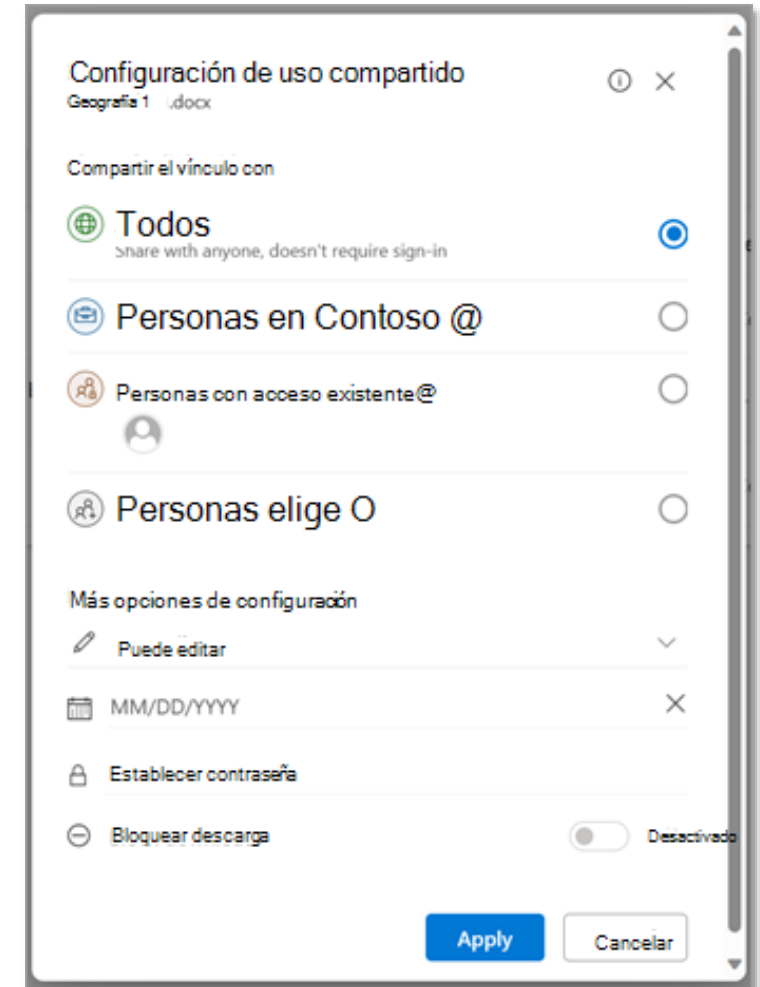 Configuración de uso compartido
Geografía 1 .docx
Compartir el vínculo con
Todos
Share with anyone, doesn't require sign-in
Personas en Contoso @
Personas con acceso existente@
Personas elige O
Más opciones de configuración
Puede editar
MM/DD/YYYY
Establecer contraseña
Bloquear descarga
Desactivado
Apply
Cancelar